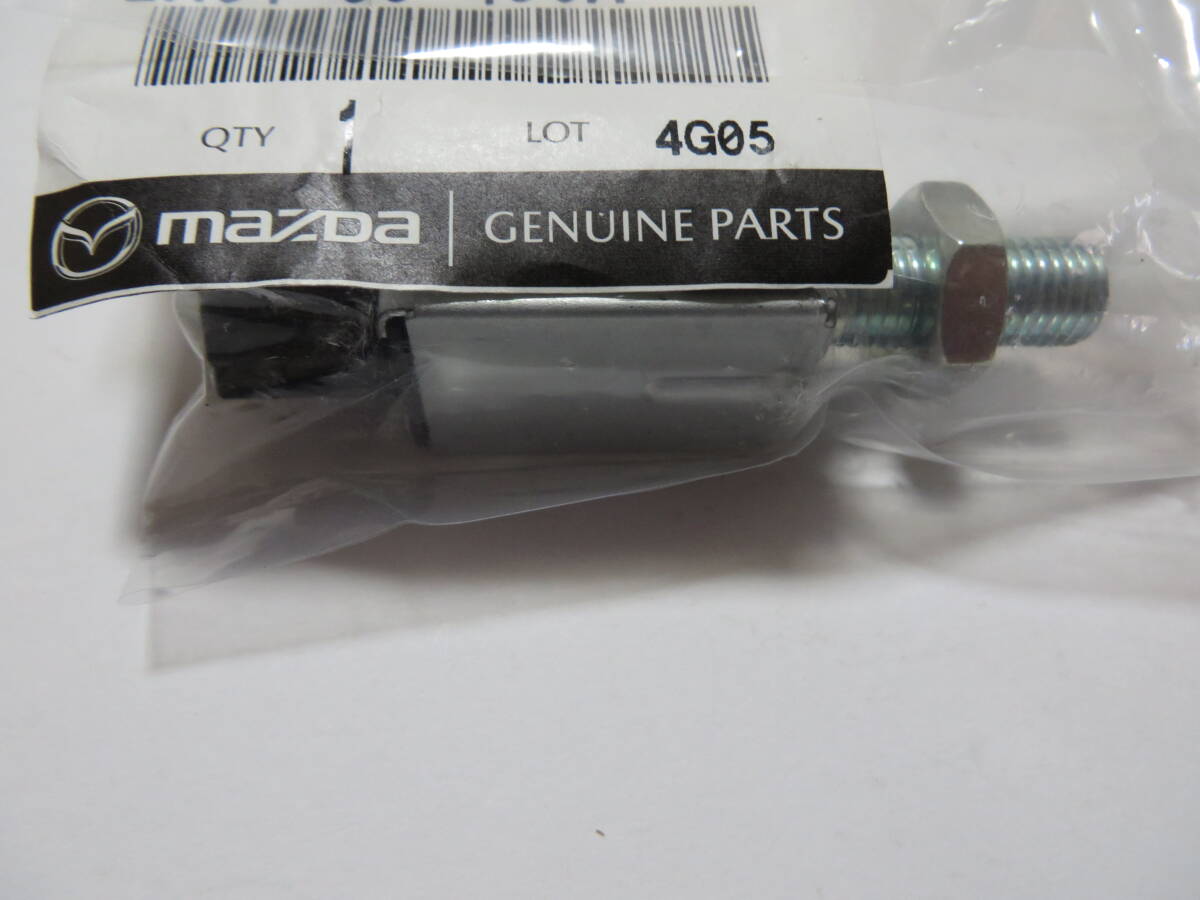 QTY 1 LOT 4G05
mazda GENUINE PARTS